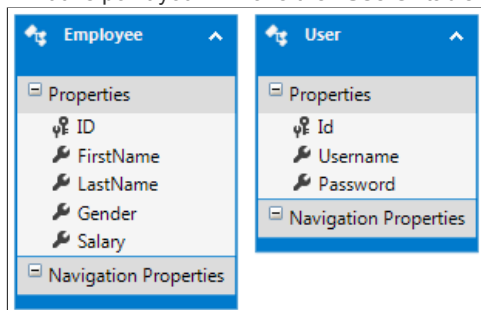 Employee
Properties
ID
FirstName
LastName
Gender
Salary
Navigation Properties
User
Properties
Id
Username
Password
Navigation Properties